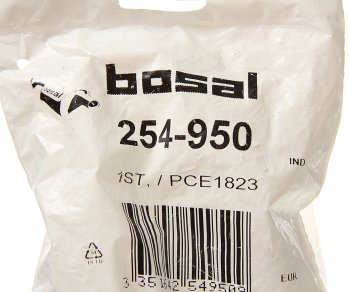 bosal
254-950
IND
1ST, / PCE1823
EUR